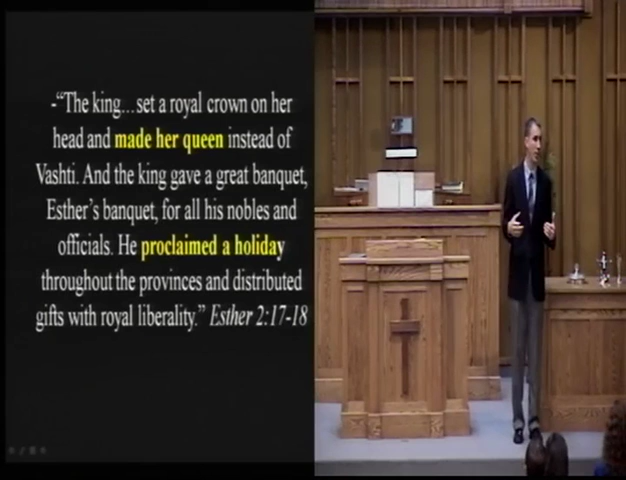 -“The king…set a royal crown on her
head and made her queen instead of
Vashti. And the king gave a great banquet,
Esther’s banquet, for all his nobles and
officials. He proclaimed a holiday
throughout the provinces and distributed
gifts with royal liberality.” Esther 2:17-18